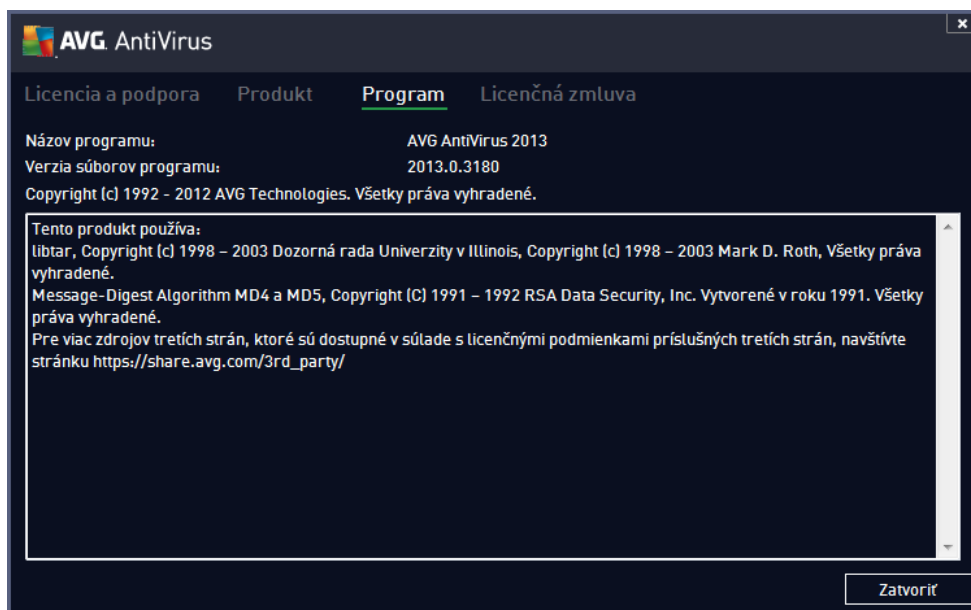 AVG. AntiVirus
x
Licencia a podpora Produkt Program Licenčná zmluva
Názov programu: AVG AntiVirus 2013
Verzia súborov programu: 2013.0.3180
Copyright (c) 1992 - 2012 AVG Technologies. Všetky práva vyhradené.
Tento produkt používa:
libtar, Copyright (c) 1998 – 2003 Dozorná rada Univerzity v Illinois, Copyright (c) 1998 – 2003 Mark D. Roth, Všetky práva
vyhradené.
Message-Digest Algorithm MD4 a MD5, Copyright (C) 1991 – 1992 RSA Data Security, Inc. Vytvorené v roku 1991. Všetky
práva vyhradené.
Pre viac zdrojov tretích strán, ktoré sú dostupné v súlade s licenčnými podmienkami príslušných tretích strán, navštívte
stránku https://share.avg.com/3rd_party/
Zatvoriť